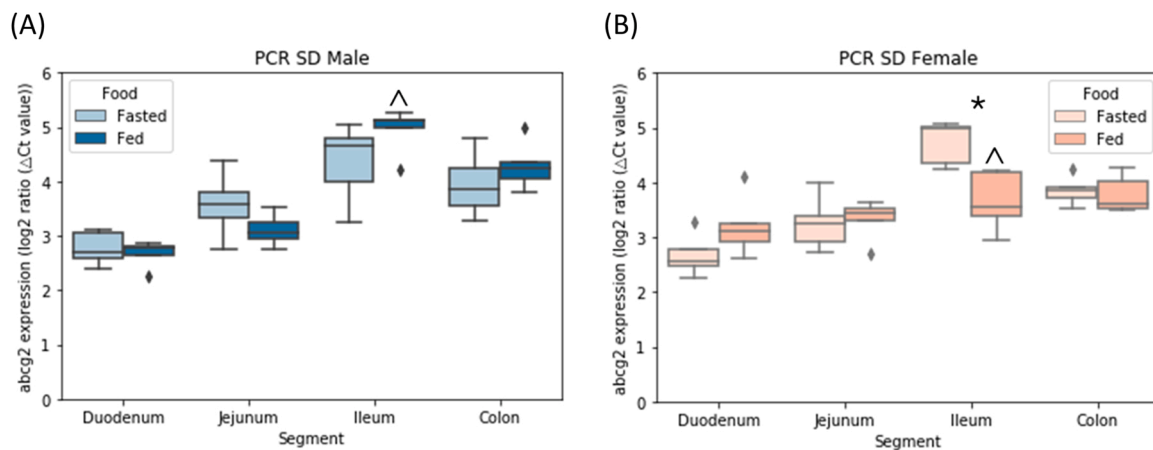 (A)
PCR SD Male
abcg2 expression (log2 ratio (△Ct value))
6
5
4
3
2
1
0
Food
Fasted
Fed
^
Duodenum Jejunum Ileum Colon
Segment
(B)
PCR SD Female
abcg2 expression (log2 ratio (△Ct value))
6
5
4
3
2
1
0
*
^
Food
Fasted
Fed
Duodenum Jejunum Ileum Colon
Segment